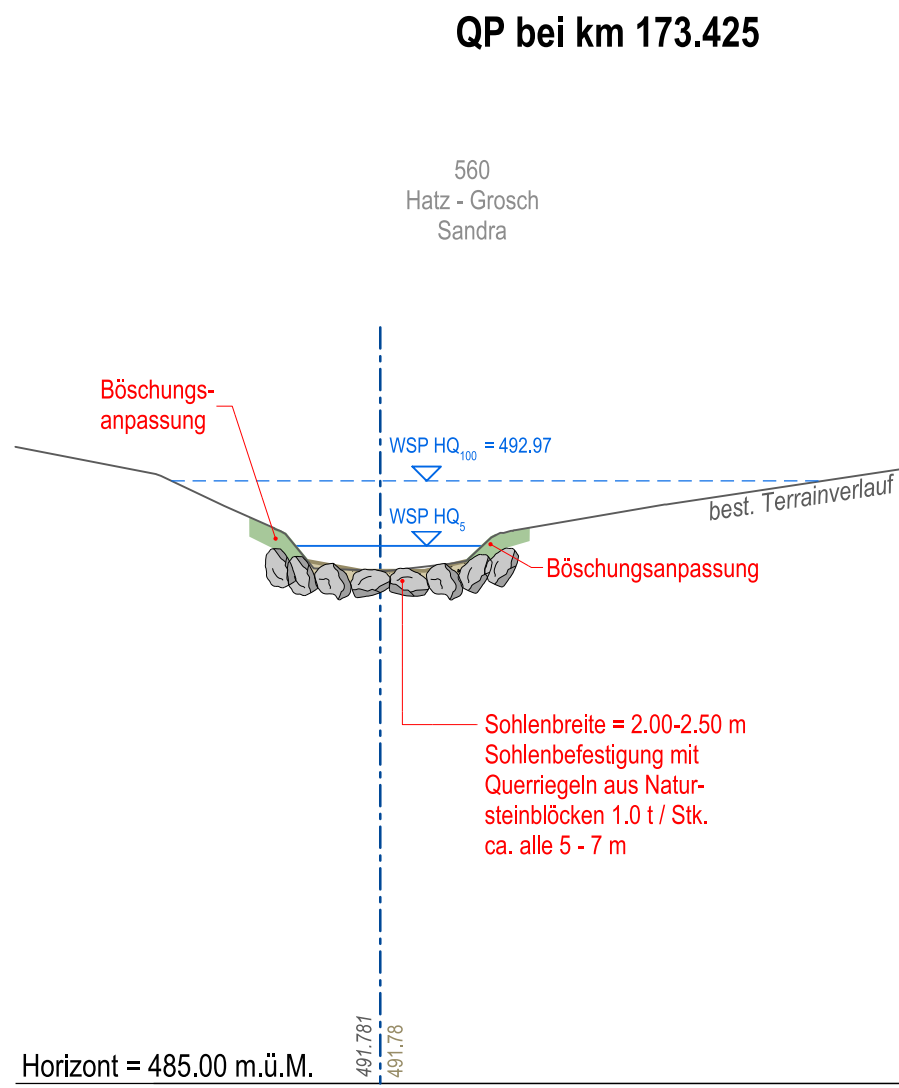 QP bei km 173.425
560
Hatz - Grosch
Sandra
Böschungs-
anpassung
WSP HQ100 = 492.97
WSP HQ5
best. Terrainverlauf
Böschungsanpassung
Sohlenbreite = 2.00-2.50 m
Sohlenbefestigung mit
Querriegeln aus Natur-
steinblöcken 1.0 t / Stk.
ca. alle 5 - 7 m
491.781
491.78
Horizont = 485.00 m.ü.M.